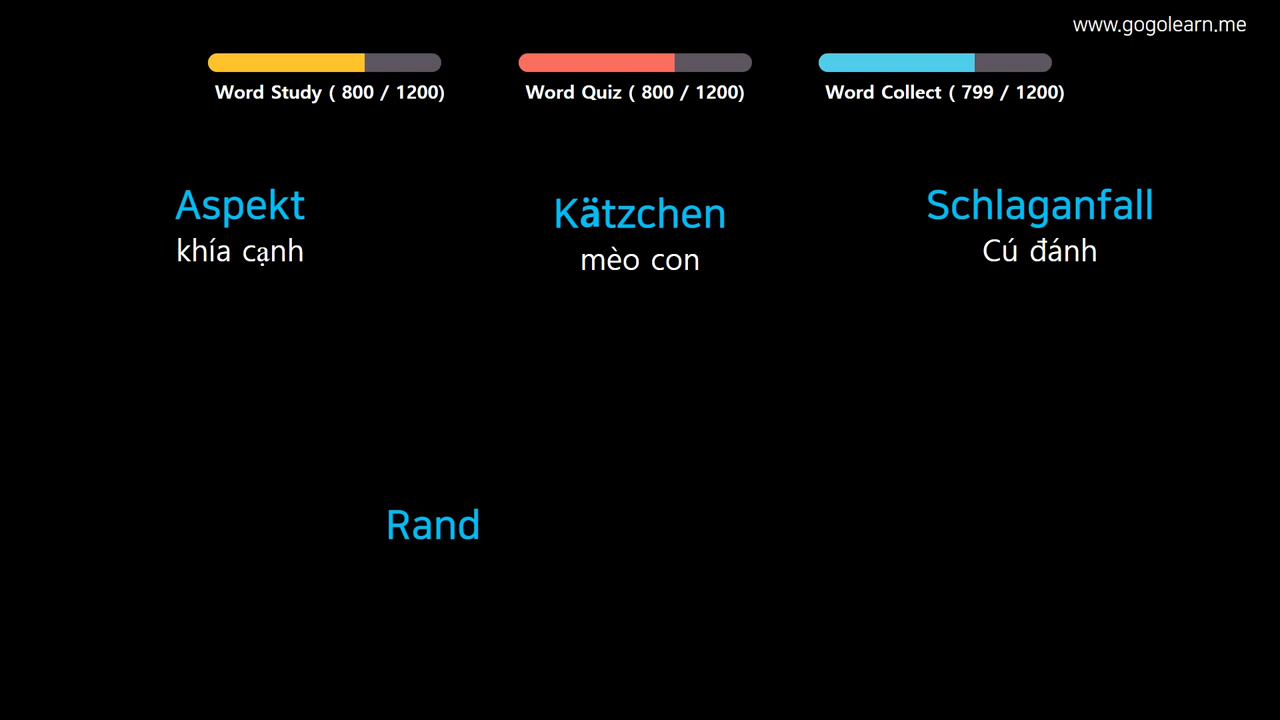 www.gogolearn.me
Word Study ( 800 / 1200)
Word Quiz ( 800 / 1200)
Word Collect ( 799 / 1200)
Aspekt
khía cạnh
Kätzchen
mèo con
Schlaganfall
Cú đánh
Rand